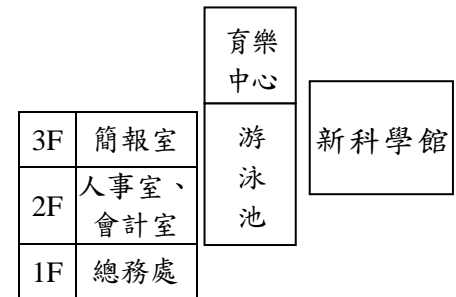 育樂
中心
新科學館
游
泳
池
3F 簡報室
2F 人事室、
會計室
1F 總務處